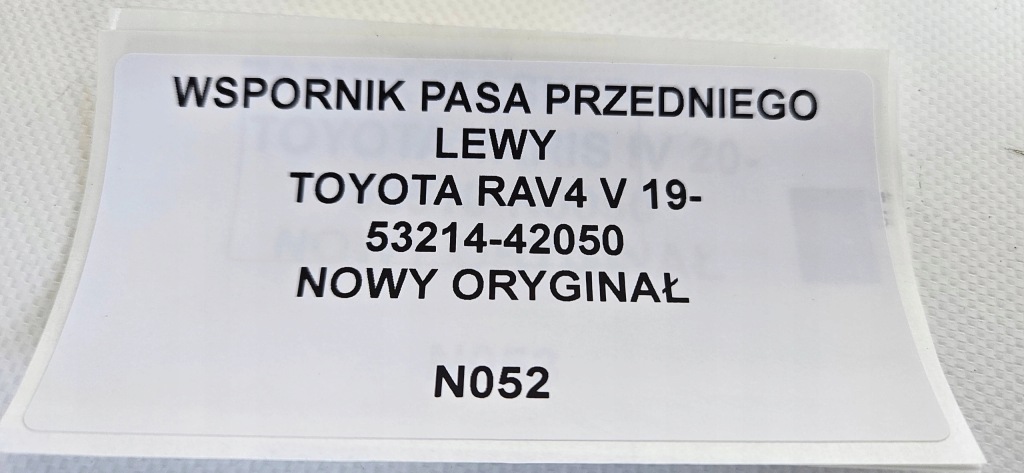 WSPORNIK PASA PRZEDNIEGO
LEWY
TOYOTA RAV4 V 19-
53214-42050
NOWY ORYGINAŁ
N052